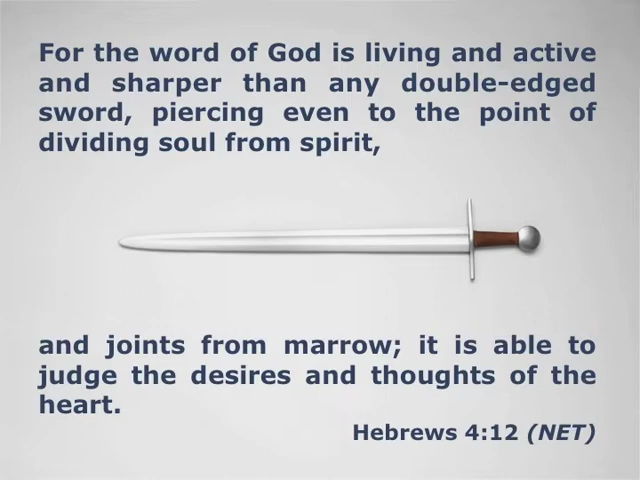 For the word of God is living and active
and sharper than any double-edged
sword, piercing even to the point of
dividing soul from spirit,
and joints from marrow; it is able to
judge the desires and thoughts of the
heart.
Hebrews 4:12 (NET)